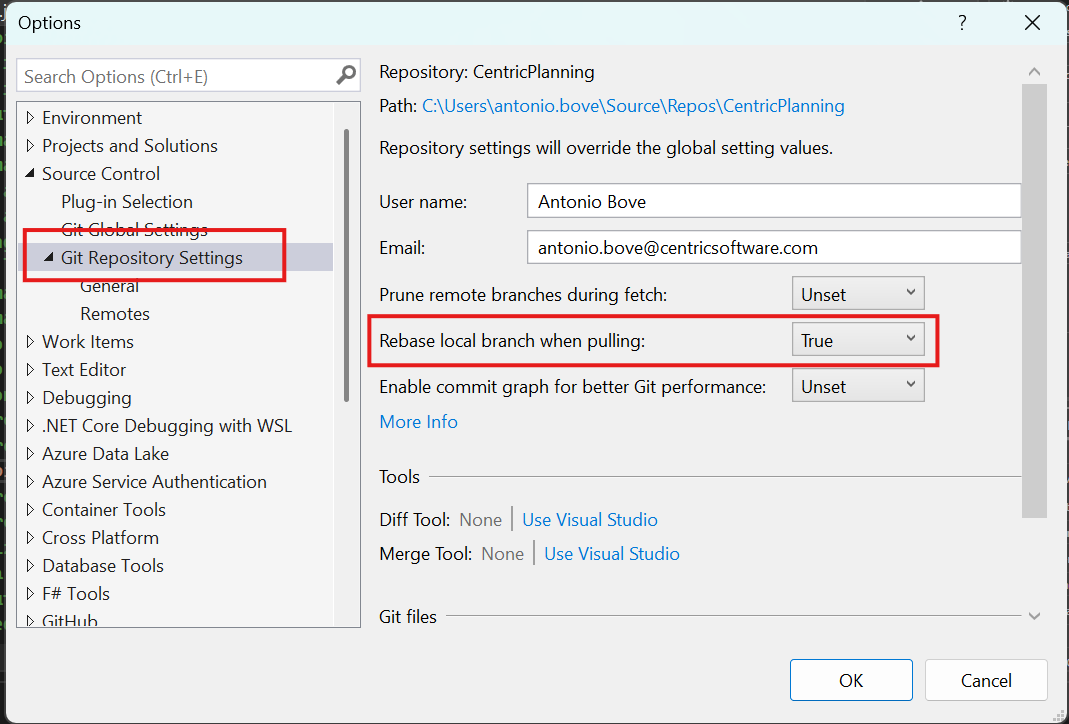 Options
?
Search Options (Ctrl+E)
Environment
Projects and Solutions
Source Control
Plug-in Selection
Git Global Settings
Git Repository Settings
General
Remotes
Work Items
Text Editor
Debugging
.NET Core Debugging with WSL
Azure Data Lake
Azure Service Authentication
Container Tools
Cross Platform
Database Tools
F# Tools
GitHub
Repository: CentricPlanning
Path: C:\Users\antonio.bove\Source\Repos\CentricPlanning
Repository settings will override the global setting values.
User name: Antonio Bove
Email: antonio.bove@centricsoftware.com
Prune remote branches during fetch: Unset
Rebase local branch when pulling: True
Enable commit graph for better Git performance: Unset
More Info
Tools
Diff Tool: None | Use Visual Studio
Merge Tool: None | Use Visual Studio
Git files
OK Cancel